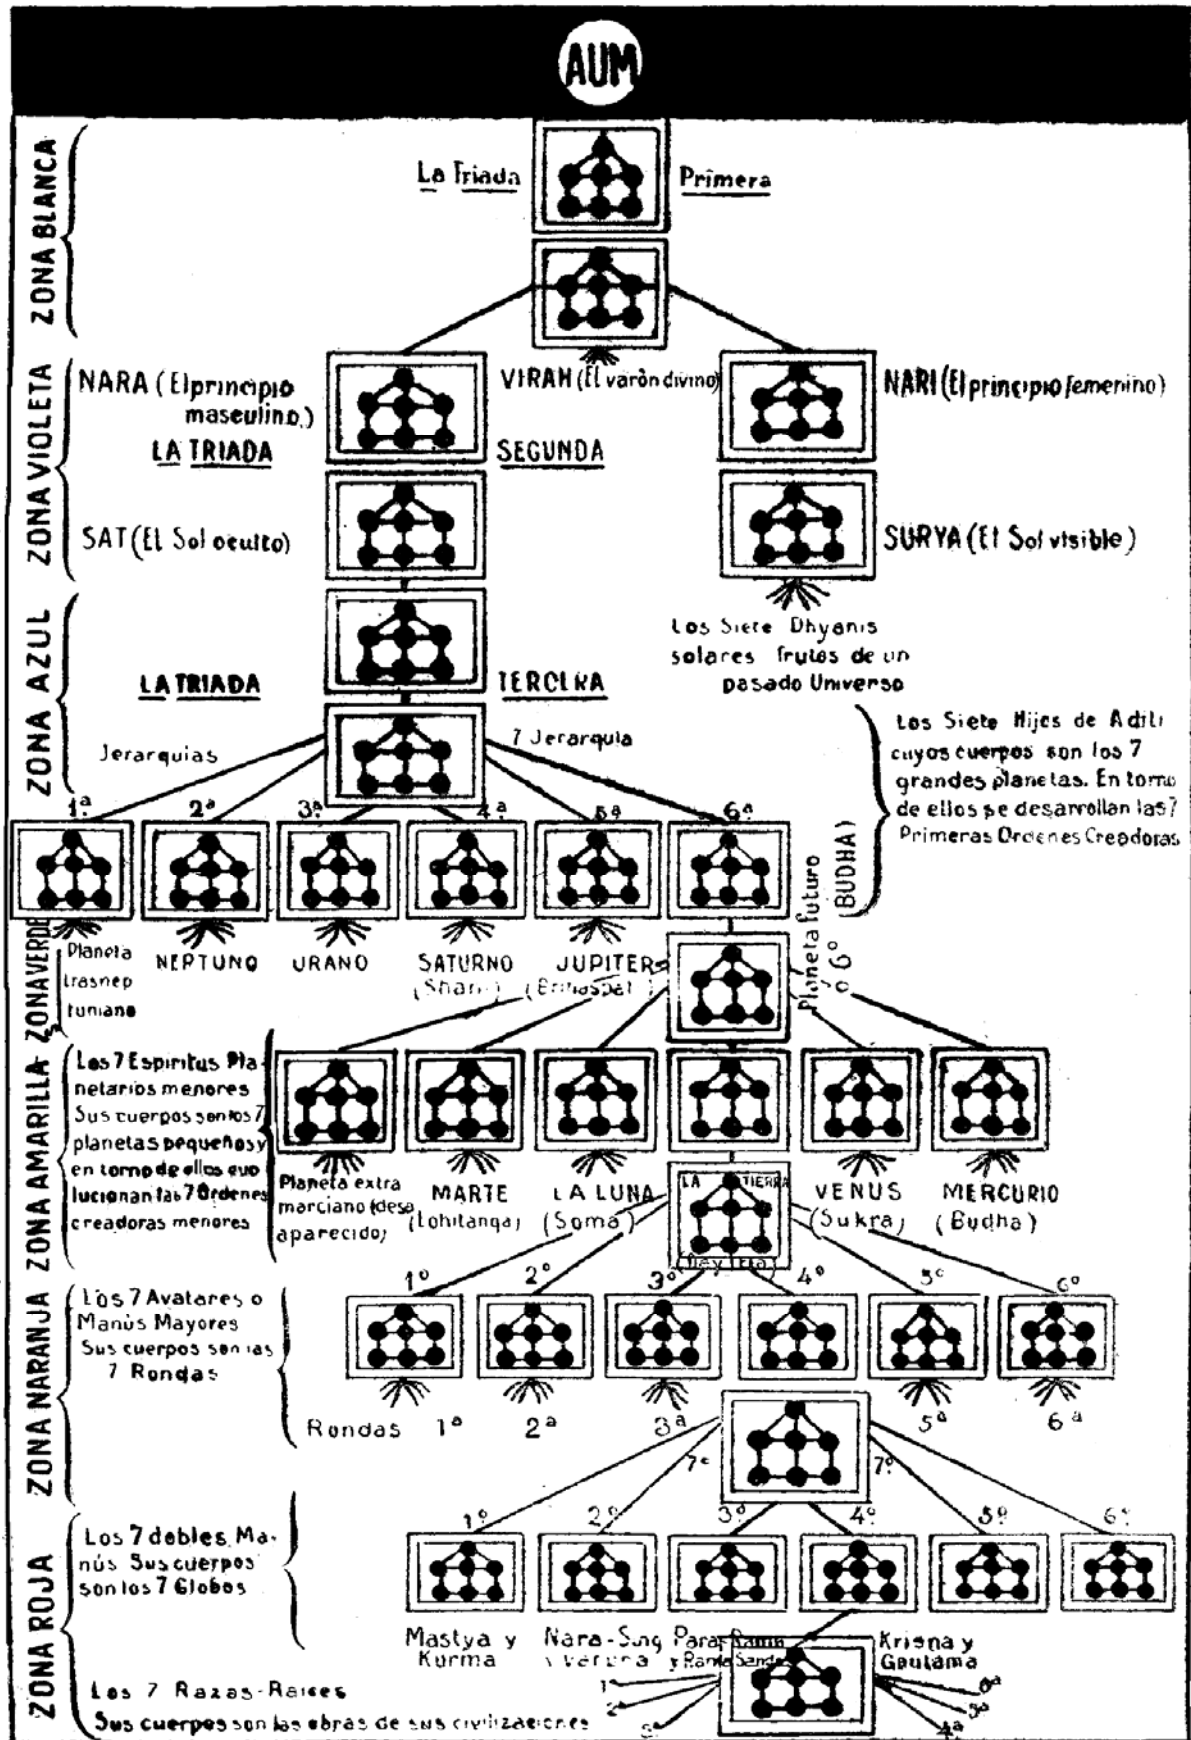 AUM
ZONA BLANCA
La Triada Primera
ZONA VIOLETA
NARA (El principio
masculino.)
VIRAH (El varón divino)
NARI (El principio femenino)
LA TRIADA SEGUNDA
SAT (El Sol oculto)
SURYA (El Sol visible)
ZONA AZUL
Los Siete Dhyanis
solares frutos de un
pasado Universo
LA TRIADA TERCERA
Jerarquias
7 Jerarquia
Los Siete Hijos de Aditi
cuyos cuerpos son los 7
grandes planetas. En torno
de ellos se desarrollan las 7
Primeras Ordenes Creadoras
1.ª 2ª 3.ª 4.ª 5ª 6.ª
ZONA VERDE
Planeta
trasnep
tuniano
NEPTUNO
URANO
SATURNO
JUPITER
Planeta futuro
o 6º
(BUDHA)
ZONA AMARILLA
Los 7 Espiritus Pla-
netarios menores
Sus cuerpos son los 7
planetas pequeños y
en torno de ellos evo
lucionan las 7 Ordenes
creadoras menores
Planeta extra
marciano (desa
aparecido)
MARTE
(Lohitanga)
LA LUNA
(Soma)
LA TIERRA
VENUS
(Sukra)
MERCURIO
(Budha)
ZONA NARANJA
Los 7 Avatares o
Manús Mayores
Sus cuerpos son las
7 Rondas
1º 2º 3º 4º 5º 6º
Rondas 1ª 2ª 3ª 5ª 6ª
7º 7º
ZONA ROJA
Los 7 dobles Ma-
nús Sus cuerpos
son los 7 Globos
1º 2º 3º 4º 5º 6º
Mastya y
Kurma
Nara-Sing
Krisna y
Gautama
Los 7 Razas-Raices
Sus cuerpos son las obras de sus civilizaciones
1ª 2ª 3ª
6ª 5ª 4ª